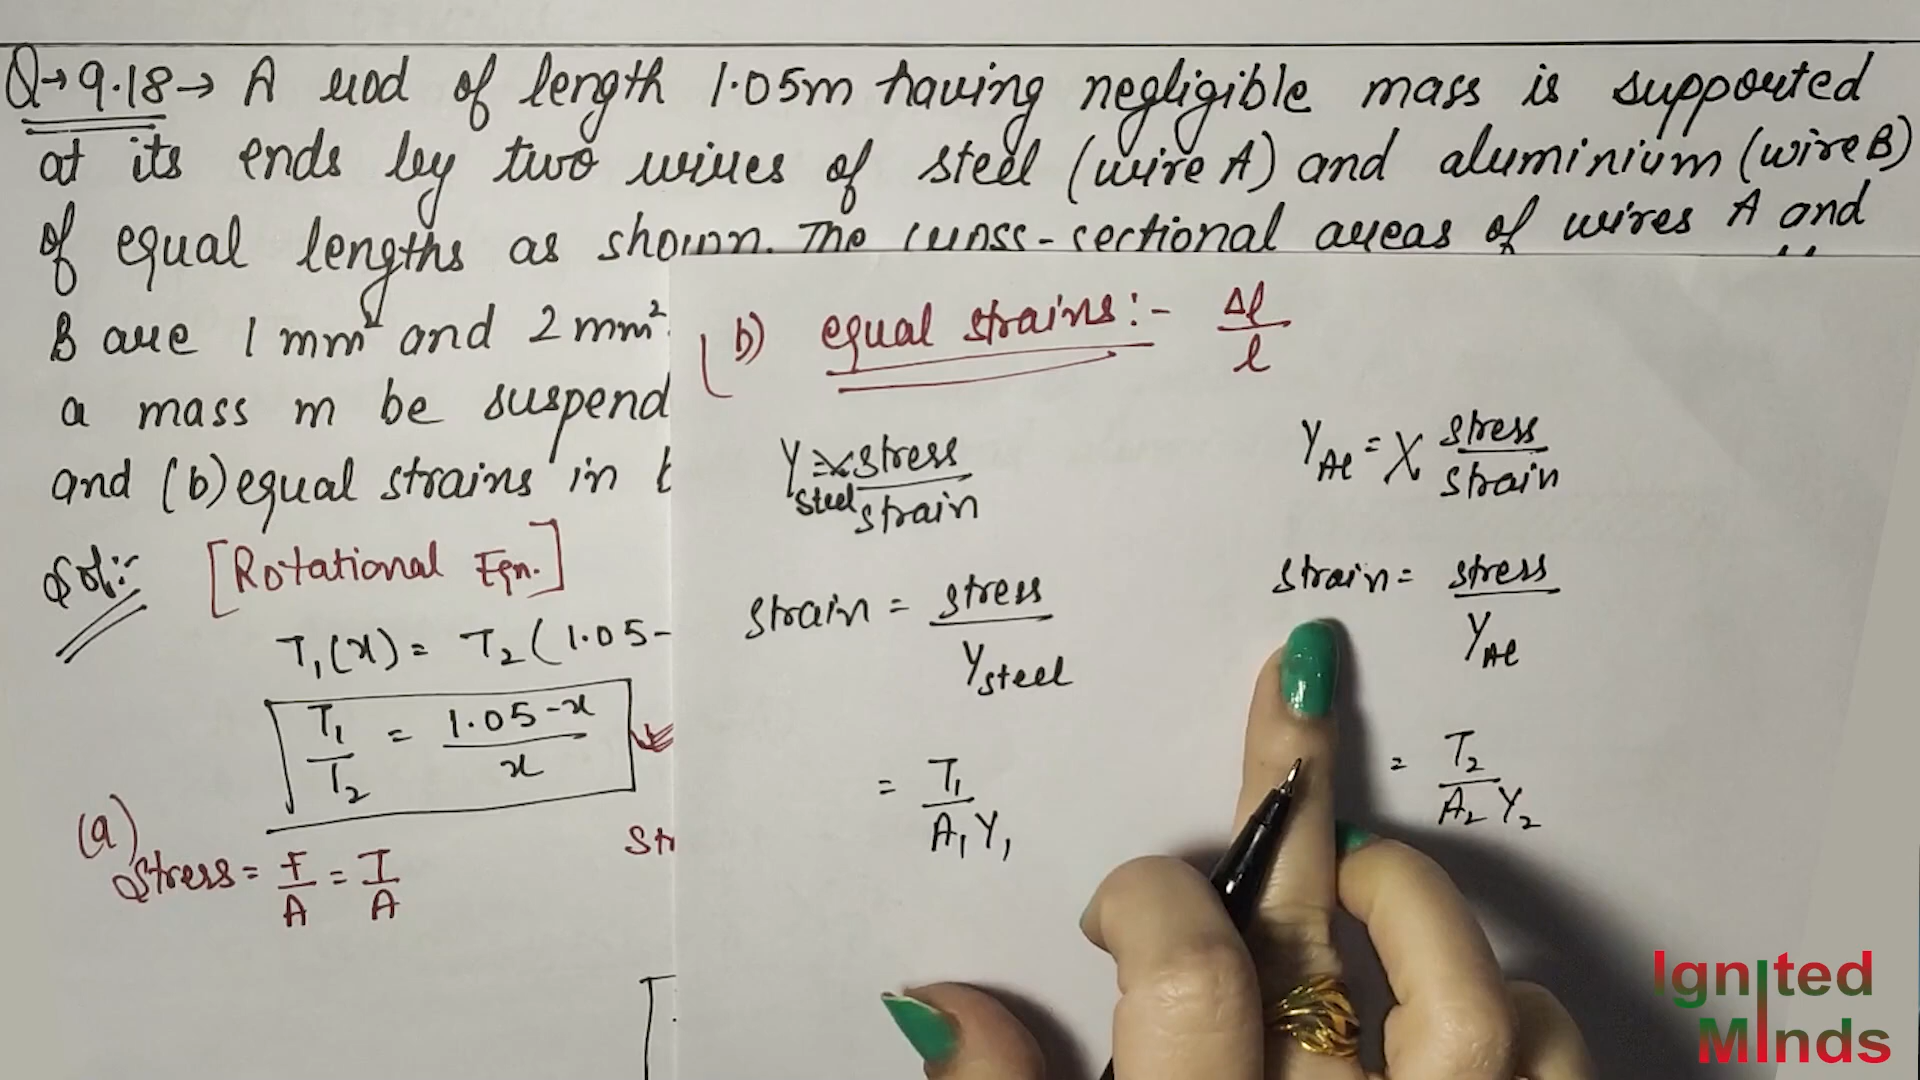 Q→9.18→ A rod of length 1.05m having negligible mass is supported
at its ends by two wires of steel (wire A) and aluminium (wire B)
of equal lengths as shown. The cross-sectional areas of wires A and
B are 1 mm² and 2 mm²
a mass m be suspend
and (b) equal strains in
Sol:-
[Rotational Eqn.]
T₁(x) = T₂(1.05-
T₁/T₂ = 1.05-x/x
(a)
Stress = F/A = T/A
Str
b) equal strains:- Δl/l
Y steel = stress/strain
strain = stress/Y steel
= T₁/A₁Y₁
Y Al = stress/strain
strain = stress/Y Al
= T₂/A₂Y₂
Ignited
Minds